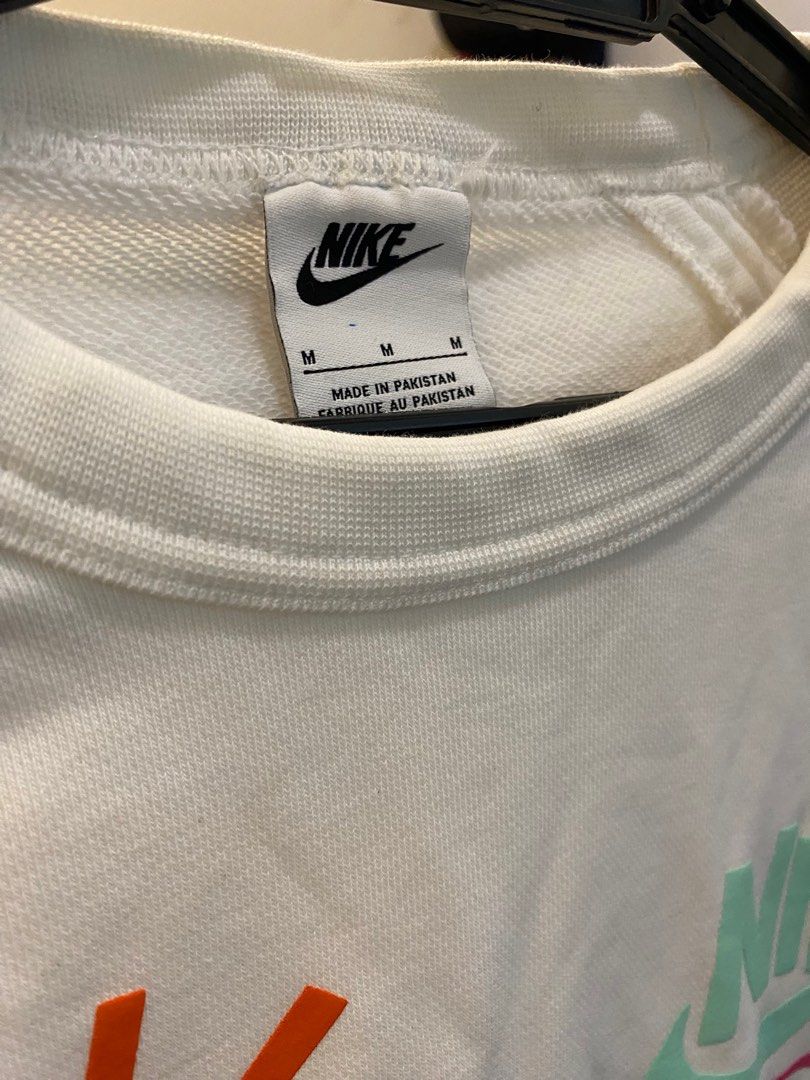 NIKE
M M M
MADE IN PAKISTAN
FABRIQUE AU PAKISTAN